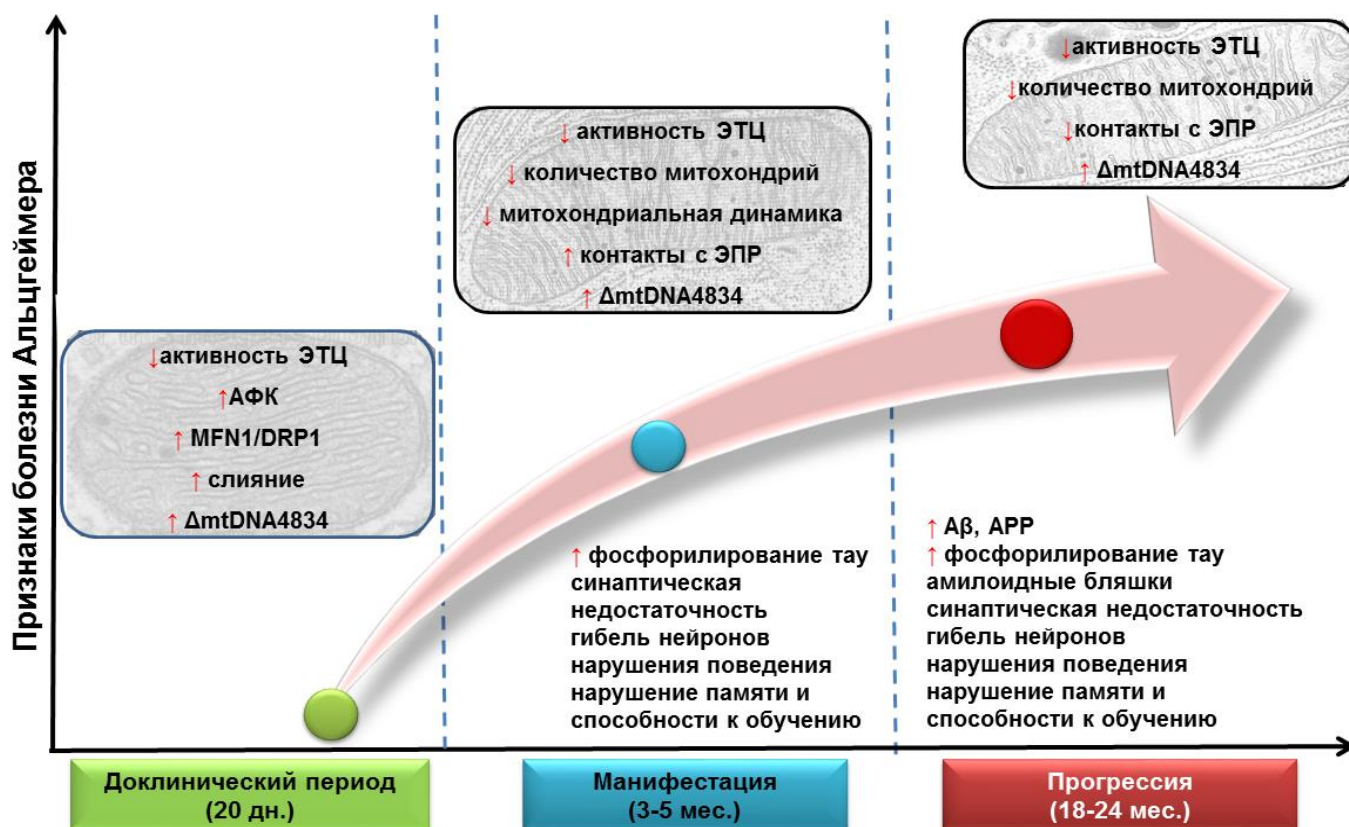 Признаки болезни Альцгеймера
↓активность ЭТЦ
↑АФК
↑ MFN1/DRP1
↑ слияние
↑ ΔmtDNA4834
↓ активность ЭТЦ
↓ количество митохондрий
↓ митохондриальная динамика
↑ контакты с ЭПР
↑ ΔmtDNA4834
↓активность ЭТЦ
↓количество митохондрий
↓контакты с ЭПР
↑ ΔmtDNA4834
↑ фосфорилирование тау
синаптическая
недостаточность
гибель нейронов
нарушения поведения
нарушение памяти и
способности к обучению
↑ Aβ, APP
↑ фосфорилирование тау
амилоидные бляшки
синаптическая недостаточность
гибель нейронов
нарушения поведения
нарушение памяти и
способности к обучению
Доклинический период
(20 дн.)
Манифестация
(3-5 мес.)
Прогрессия
(18-24 мес.)